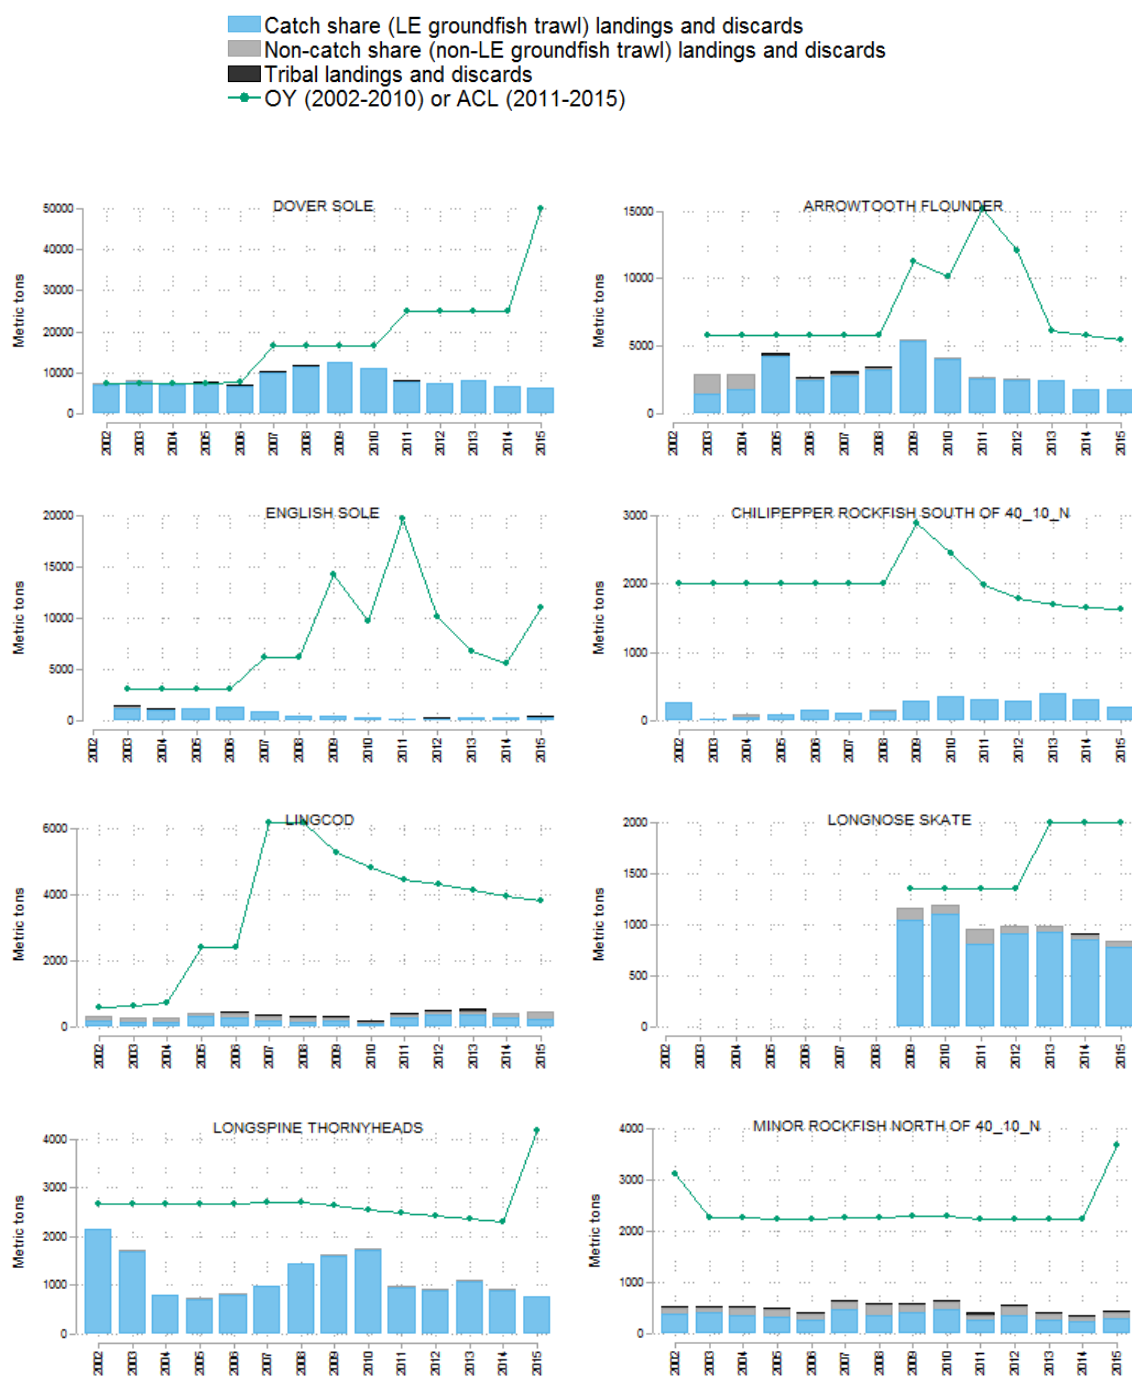 Catch share (LE groundfish trawl) landings and discards
Non-catch share (non-LE groundfish trawl) landings and discards
Tribal landings and discards
OY (2002-2010) or ACL (2011-2015)
DOVER SOLE
Metric tons
50000
40000
30000
20000
10000
0
2002 2003 2004 2005 2006 2007 2008 2009 2010 2011 2012 2013 2014 2015
ARROWTOOTH FLOUNDER
Metric tons
15000
10000
5000
0
2002 2003 2004 2005 2006 2007 2008 2009 2010 2011 2012 2013 2014 2015
ENGLISH SOLE
Metric tons
20000
15000
10000
5000
0
2002 2003 2004 2005 2006 2007 2008 2009 2010 2011 2012 2013 2014 2015
CHILIPEPPER ROCKFISH SOUTH OF 40_10_N
Metric tons
3000
2000
1000
0
2002 2003 2004 2005 2006 2007 2008 2009 2010 2011 2012 2013 2014 2015
LINGCOD
Metric tons
6000
4000
2000
0
2002 2003 2004 2005 2006 2007 2008 2009 2010 2011 2012 2013 2014 2015
LONGNOSE SKATE
Metric tons
2000
1500
1000
500
0
2002 2003 2004 2005 2006 2007 2008 2009 2010 2011 2012 2013 2014 2015
LONGSPINE THORNYHEADS
Metric tons
4000
3000
2000
1000
0
2002 2003 2004 2005 2006 2007 2008 2009 2010 2011 2012 2013 2014 2015
MINOR ROCKFISH NORTH OF 40_10_N
Metric tons
4000
3000
2000
1000
0
2002 2003 2004 2005 2006 2007 2008 2009 2010 2011 2012 2013 2014 2015